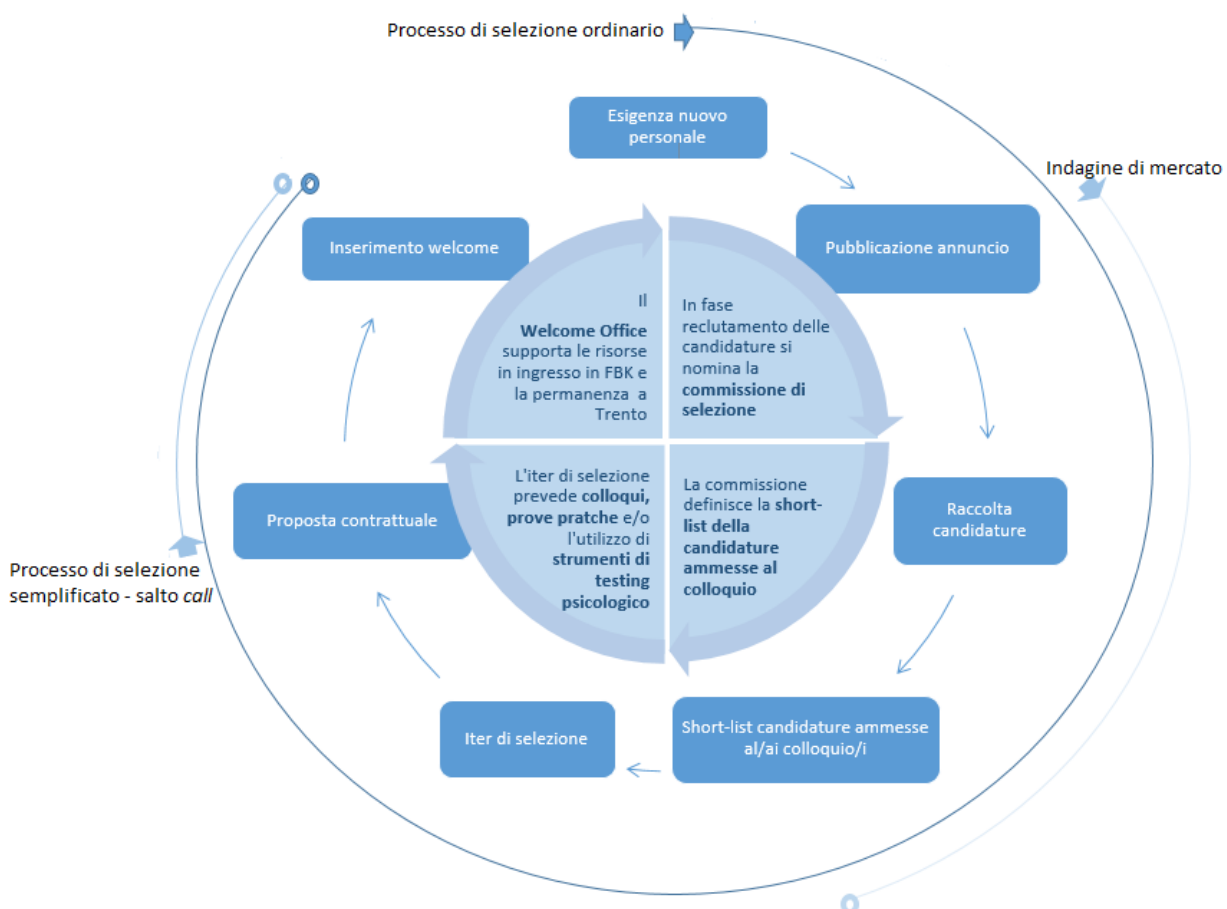 Processo di selezione ordinario
Esigenza nuovo
personale
Indagine di mercato
Pubblicazione annuncio
Inserimento welcome
Il
Welcome Office
supporta le risorse
in ingresso in FBK e
la permanenza a
Trento
In fase
reclutamento delle
candidature si
nomina la
commissione di
selezione
L'iter di selezione
prevede colloqui,
prove pratche e/o
l'utilizzo di
strumenti di
testing
psicologico
La commissione
definisce la short-
list della
candidature
ammesse al
colloquio
Raccolta
candidature
Proposta contrattuale
Processo di selezione
semplificato - salto call
Iter di selezione
Short-list candidature ammesse
al/ai colloquio/i